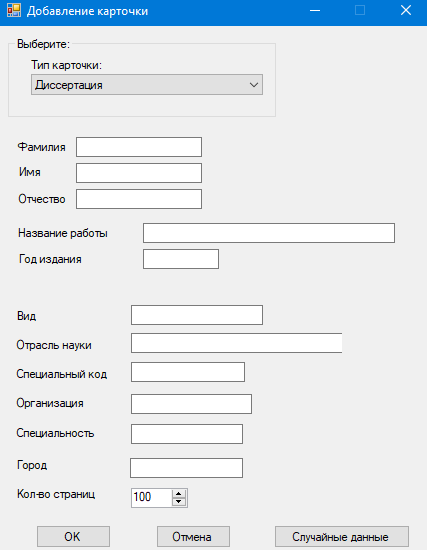 Добавление карточки
Выберите:
Тип карточки:
Диссертация
Фамилия
Имя
Отчество
Название работы
Год издания
Вид
Отрасль науки
Специальный код
Организация
Специальность
Город
Кол-во страниц 100
OK Отмена Случайные данные